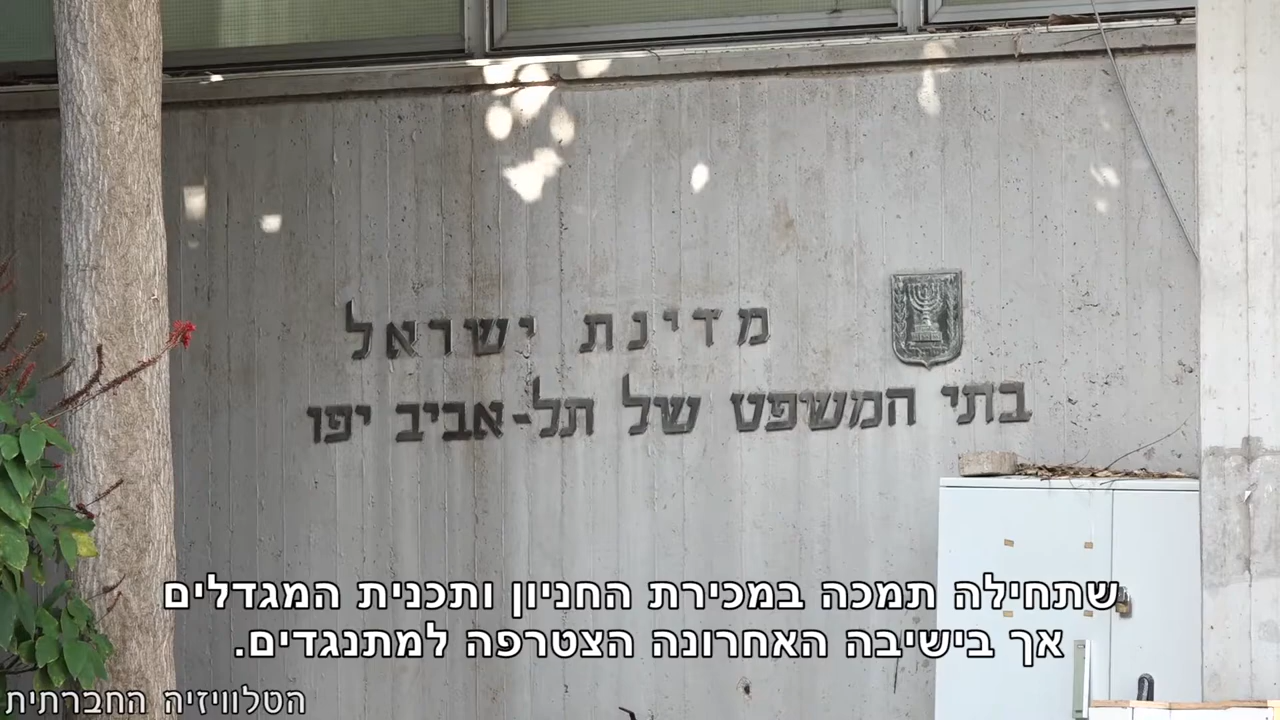 מדינת ישראל
בתי המשפט של תל-אביב יפו
שתחילה תמכה במכירת החניון ותכנית המגדלים
אך בישיבה האחרונה הצטרפה למתנגדים.
הטלוויזיה החברתית